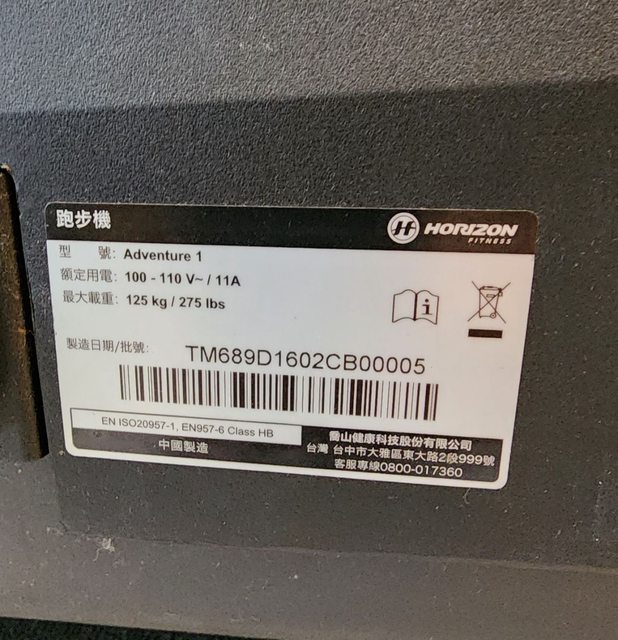 跑步機
HORIZON
FITNESS
型 號: Adventure 1
額定用電: 100 - 110 V~ / 11A
最大載重: 125 kg / 275 lbs
製造日期/批號:
TM689D1602CB00005
EN ISO20957-1, EN957-6 Class HB
中國製造
喬山健康科技股份有限公司
台灣 台中市大雅區東大路2段999號
客服專線0800-017360